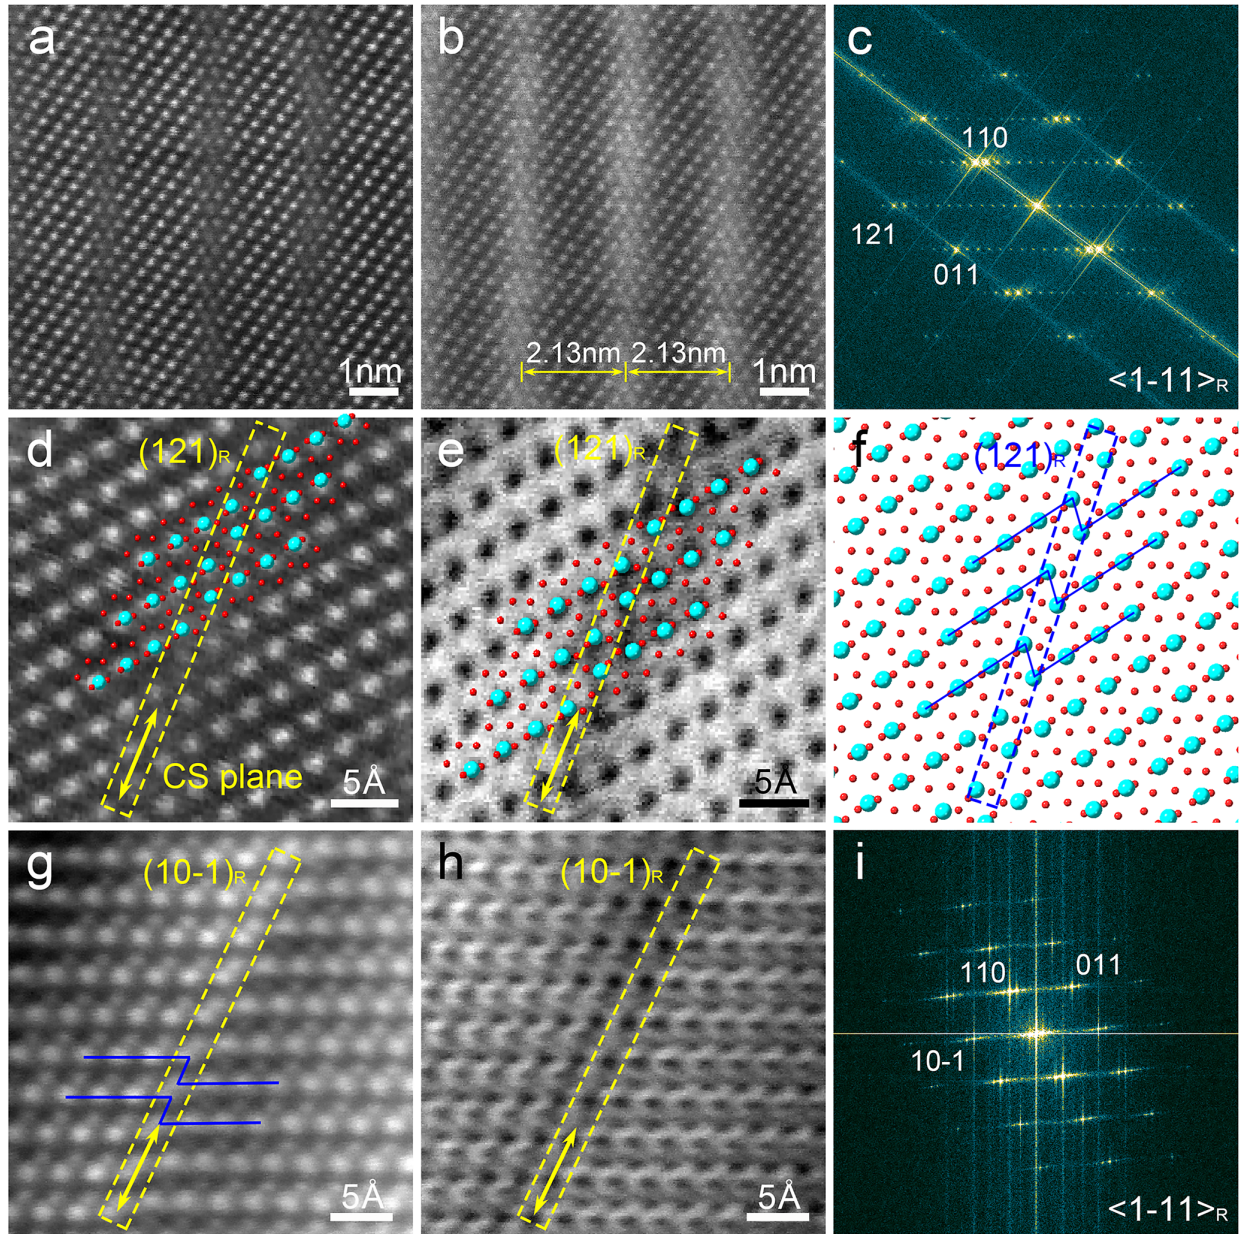 a
1nm
b
2.13nm 2.13nm
1nm
c
110
121
011
<1-11>R
d
(121)R
CS plane
5Å
e
(121)R
5Å
f
(121)R
g
(10-1)R
5Å
h
(10-1)R
5Å
i
110
011
10-1
<1-11>R